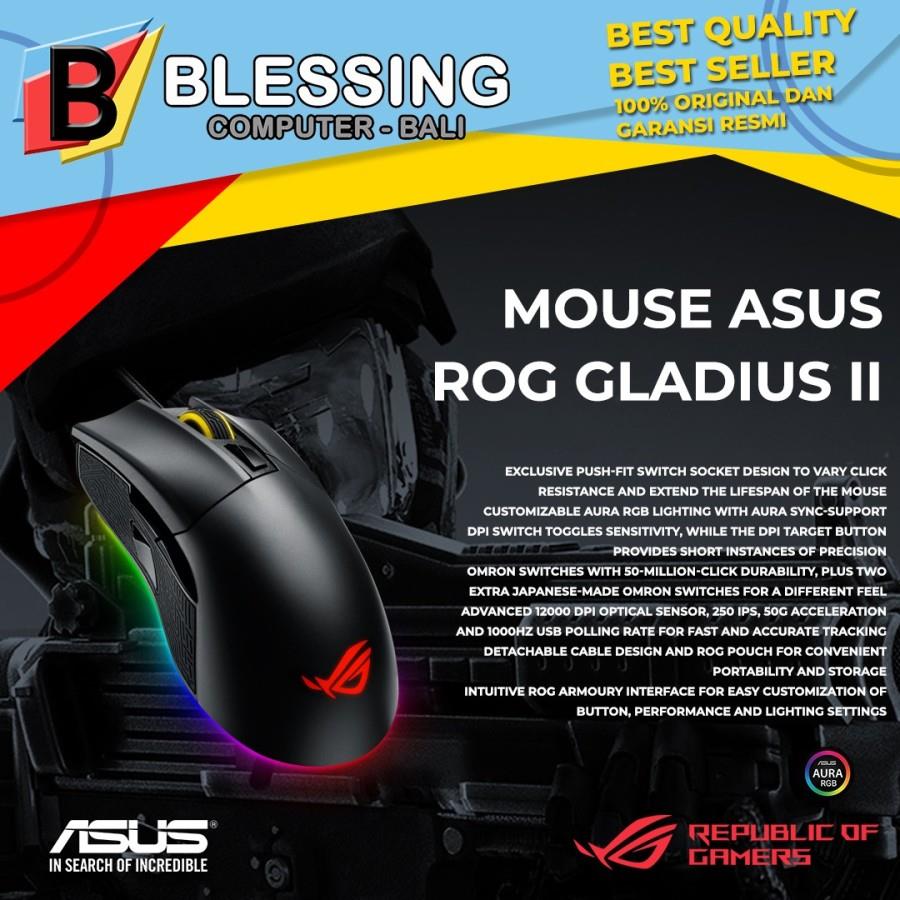 B BLESSING
COMPUTER - BALI
BEST QUALITY
BEST SELLER
100% ORIGINAL DAN
GARANSI RESMI
MOUSE ASUS
ROG GLADIUS II
EXCLUSIVE PUSH-FIT SWITCH SOCKET DESIGN TO VARY CLICK
RESISTANCE AND EXTEND THE LIFESPAN OF THE MOUSE
CUSTOMIZABLE AURA RGB LIGHTING WITH AURA SYNC-SUPPORT
DPI SWITCH TOGGLES SENSITIVITY, WHILE THE DPI TARGET BUTTON
PROVIDES SHORT INSTANCES OF PRECISION
OMRON SWITCHES WITH 50-MILLION-CLICK DURABILITY, PLUS TWO
EXTRA JAPANESE-MADE OMRON SWITCHES FOR A DIFFERENT FEEL
ADVANCED 12000 DPI OPTICAL SENSOR, 250 IPS, 50G ACCELERATION
AND 1000HZ USB POLLING RATE FOR FAST AND ACCURATE TRACKING
DETACHABLE CABLE DESIGN AND ROG POUCH FOR CONVENIENT
PORTABILITY AND STORAGE
INTUITIVE ROG ARMOURY INTERFACE FOR EASY CUSTOMIZATION OF
BUTTON, PERFORMANCE AND LIGHTING SETTINGS
ASUS
AURA
RGB
ASUS®
IN SEARCH OF INCREDIBLE
REPUBLIC OF
GAMERS